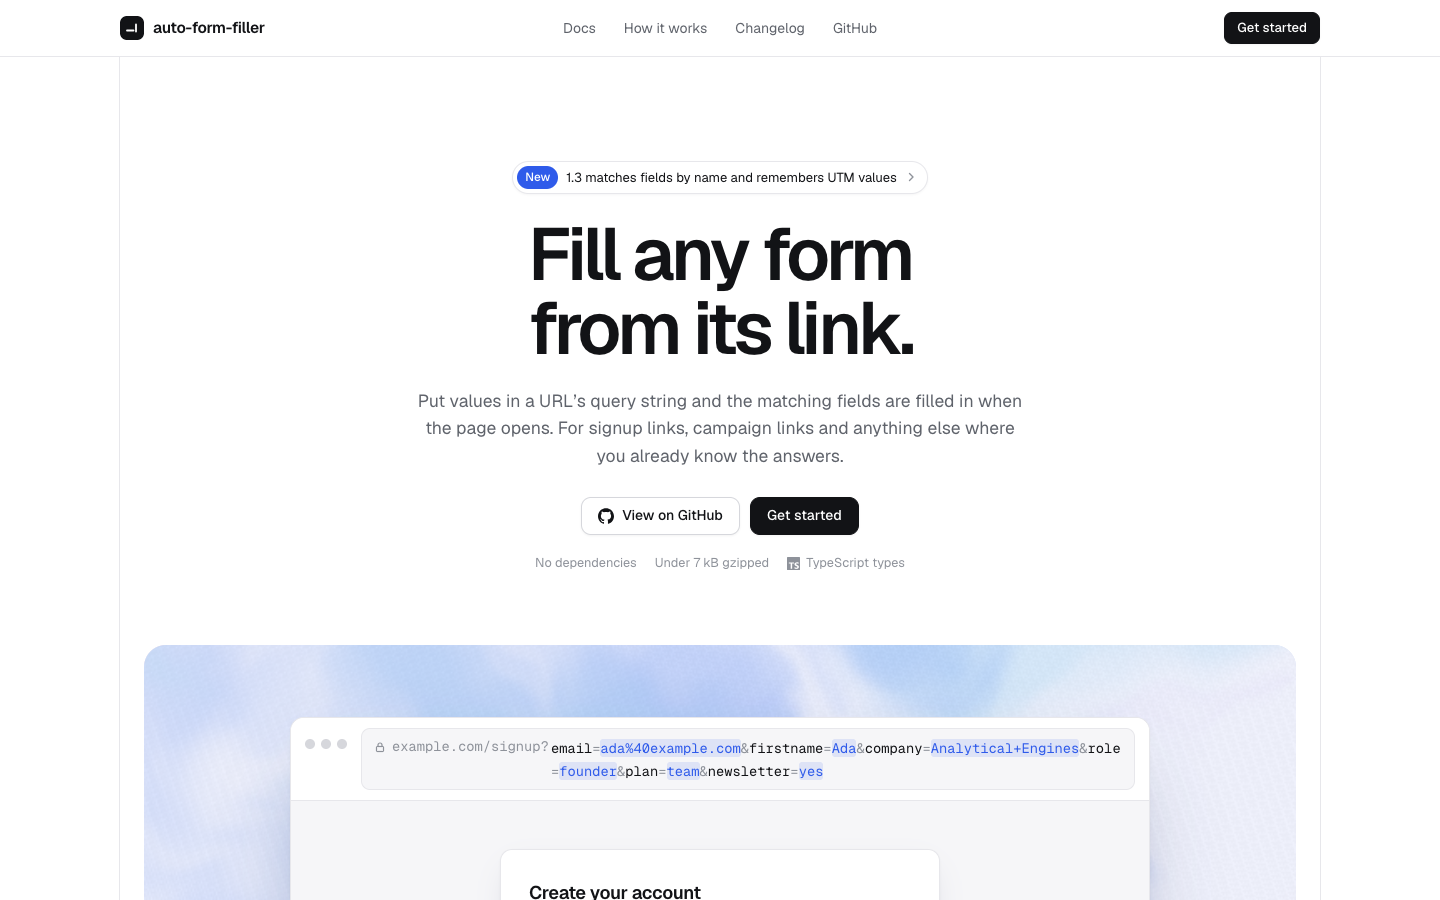 auto-form-filler
Docs
How it works
Changelog
GitHub
Get started
New
1.3 matches fields by name and remembers UTM values
Fill any form
from its link.
Put values in a URL’s query string and the matching fields are filled in when
the page opens. For signup links, campaign links and anything else where
you already know the answers.
View on GitHub
Get started
No dependencies
Under 7 kB gzipped
TS TypeScript types
example.com/signup?email=ada%40example.com&firstname=Ada&company=Analytical+Engines&role
=founder&plan=team&newsletter=yes
Create your account